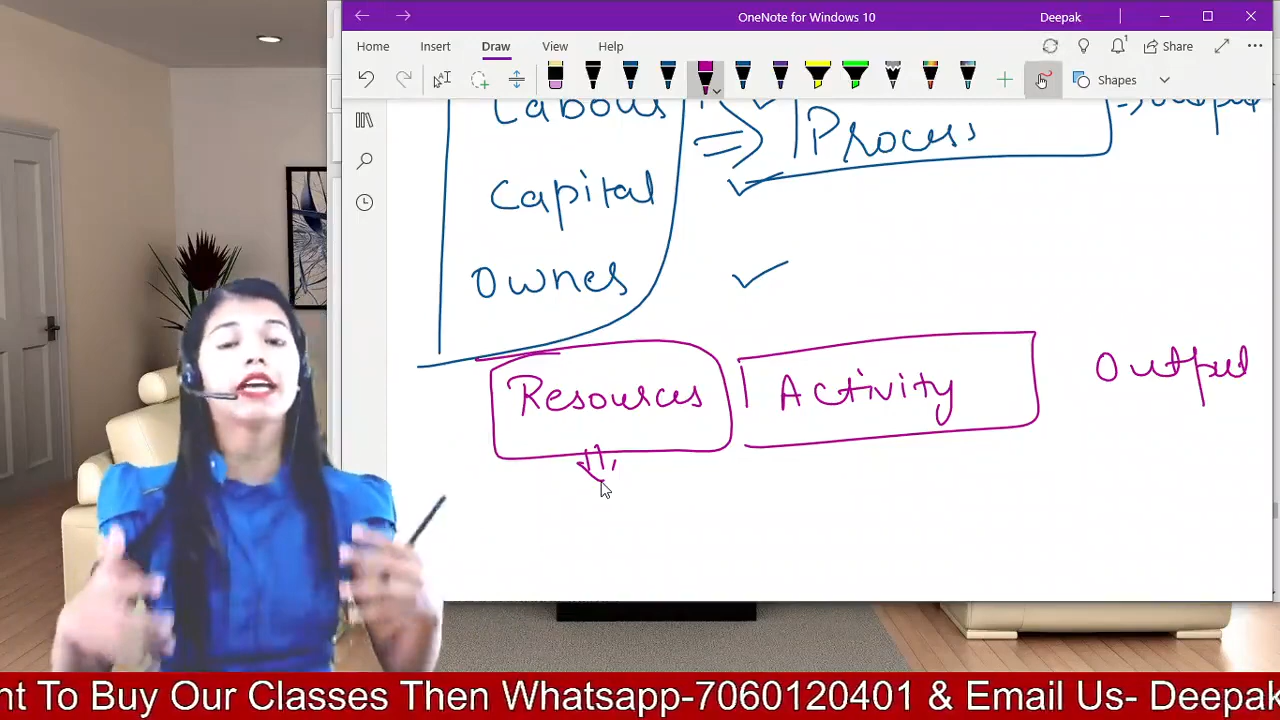 OneNote for Windows 10
Deepak
Home Insert Draw View Help
Share
Shapes
Labour
Process
Capital
Owner
Resources Activity Output
nt To Buy Our Classes Then Whatsapp-7060120401 & Email Us- Deepak